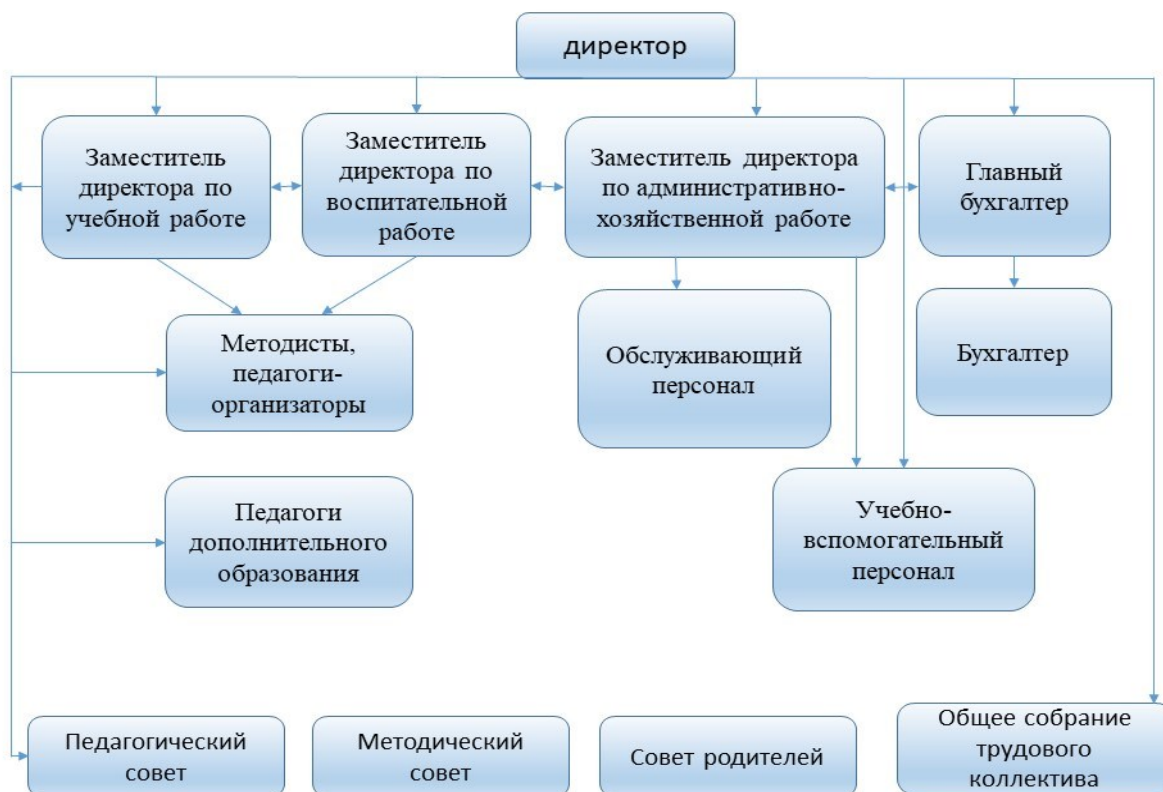 директор
Заместитель
директора по
учебной работе
Заместитель
директора по
воспитательной
работе
Заместитель директора
по административно-
хозяйственной работе
Главный
бухгалтер
Методисты,
педагоги-
организаторы
Обслуживающий
персонал
Бухгалтер
Педагоги
дополнительного
образования
Учебно-
вспомогательный
персонал
Педагогический
совет
Методический
совет
Совет родителей
Общее собрание
трудового
коллектива